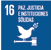 16 PAZ, JUSTICIA
E INSTITUCIONES
SÓLIDAS